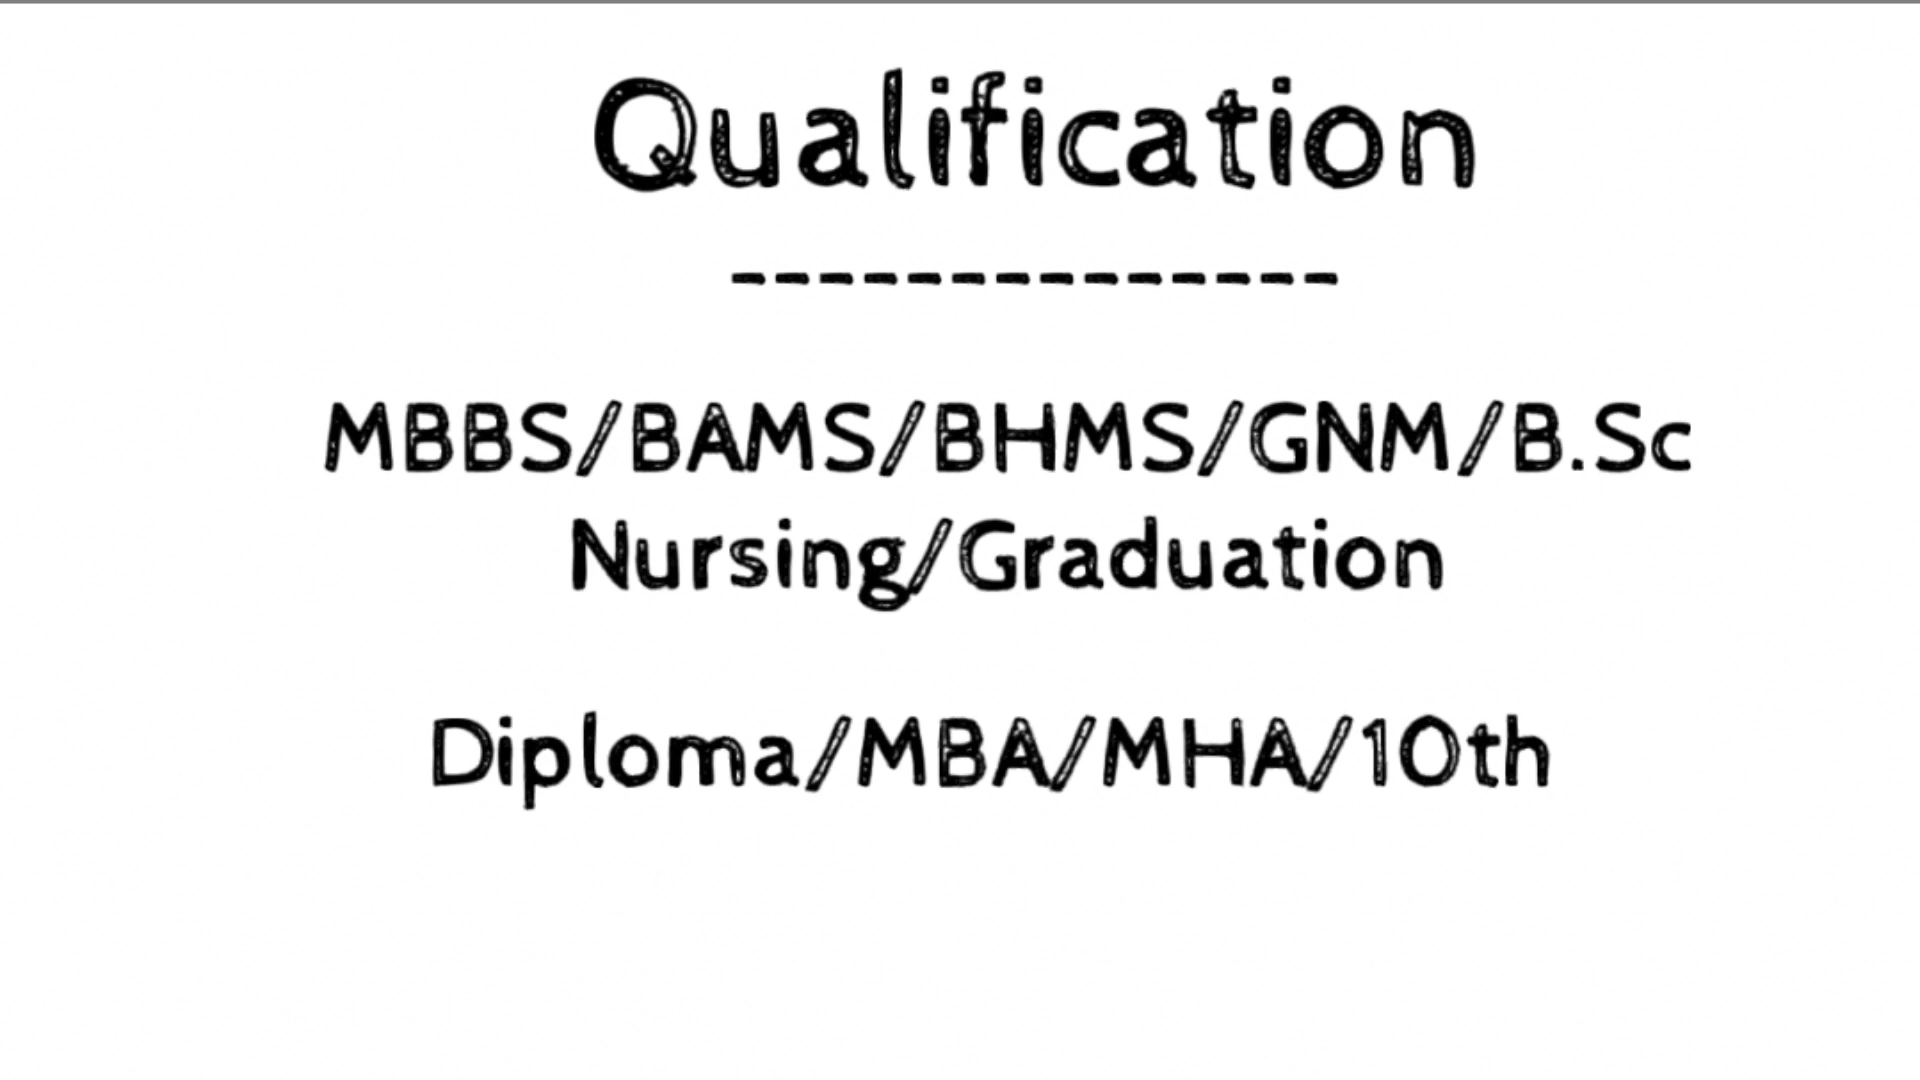 Qualification
--------------
MBBS/BAMS/BHMS/GNM/B.Sc
Nursing/Graduation
Diploma/MBA/MHA/10th